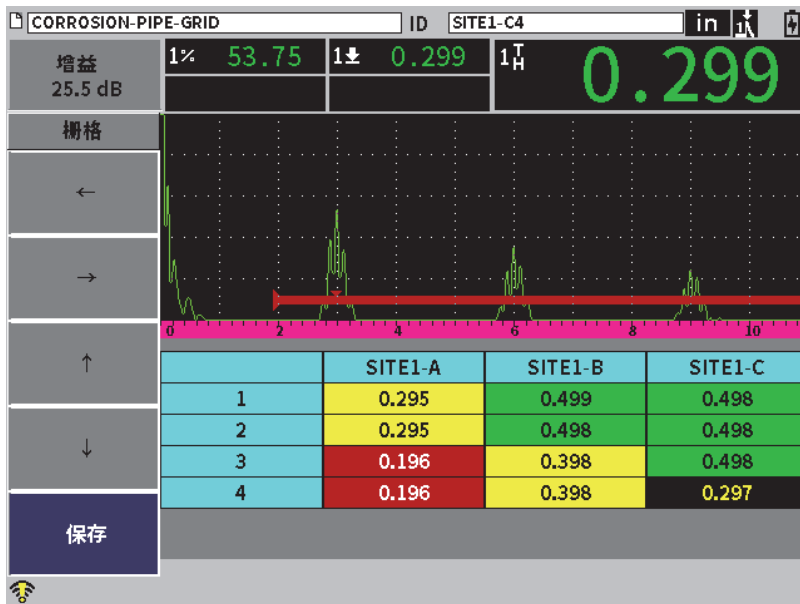 CORROSION-PIPE-GRID ID SITE1-C4 in
增益 25.5 dB
1% 53.75
1 0.299
1 T H 0.299
栅格
←
→
↑
↓
保存
0 2 4 6 8 10
SITE1-A SITE1-B SITE1-C
1 0.295 0.499 0.498
2 0.295 0.498 0.498
3 0.196 0.398 0.498
4 0.196 0.398 0.297